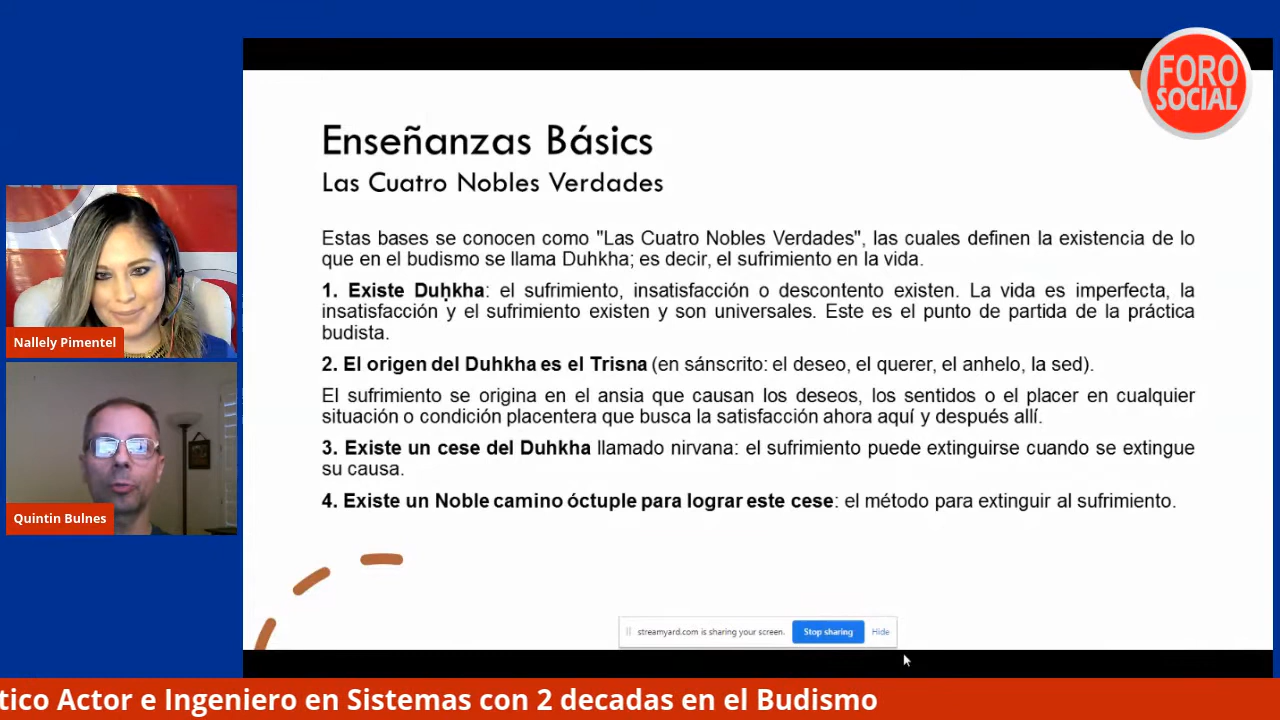 FORO
SOCIAL
Enseñanzas Básics
Las Cuatro Nobles Verdades
Estas bases se conocen como "Las Cuatro Nobles Verdades", las cuales definen la existencia de lo
que en el budismo se llama Duhkha; es decir, el sufrimiento en la vida.
1. Existe Duḥkha: el sufrimiento, insatisfacción o descontento existen. La vida es imperfecta, la
insatisfacción y el sufrimiento existen y son universales. Este es el punto de partida de la práctica
budista.
2. El origen del Duhkha es el Trisna (en sánscrito: el deseo, el querer, el anhelo, la sed).
El sufrimiento se origina en el ansia que causan los deseos, los sentidos o el placer en cualquier
situación o condición placentera que busca la satisfacción ahora aquí y después allí.
3. Existe un cese del Duhkha llamado nirvana: el sufrimiento puede extinguirse cuando se extingue
su causa.
4. Existe un Noble camino óctuple para lograr este cese: el método para extinguir al sufrimiento.
Nallely Pimentel
Quintin Bulnes
streamyard.com is sharing your screen.
Stop sharing
Hide
tico Actor e Ingeniero en Sistemas con 2 decadas en el Budismo